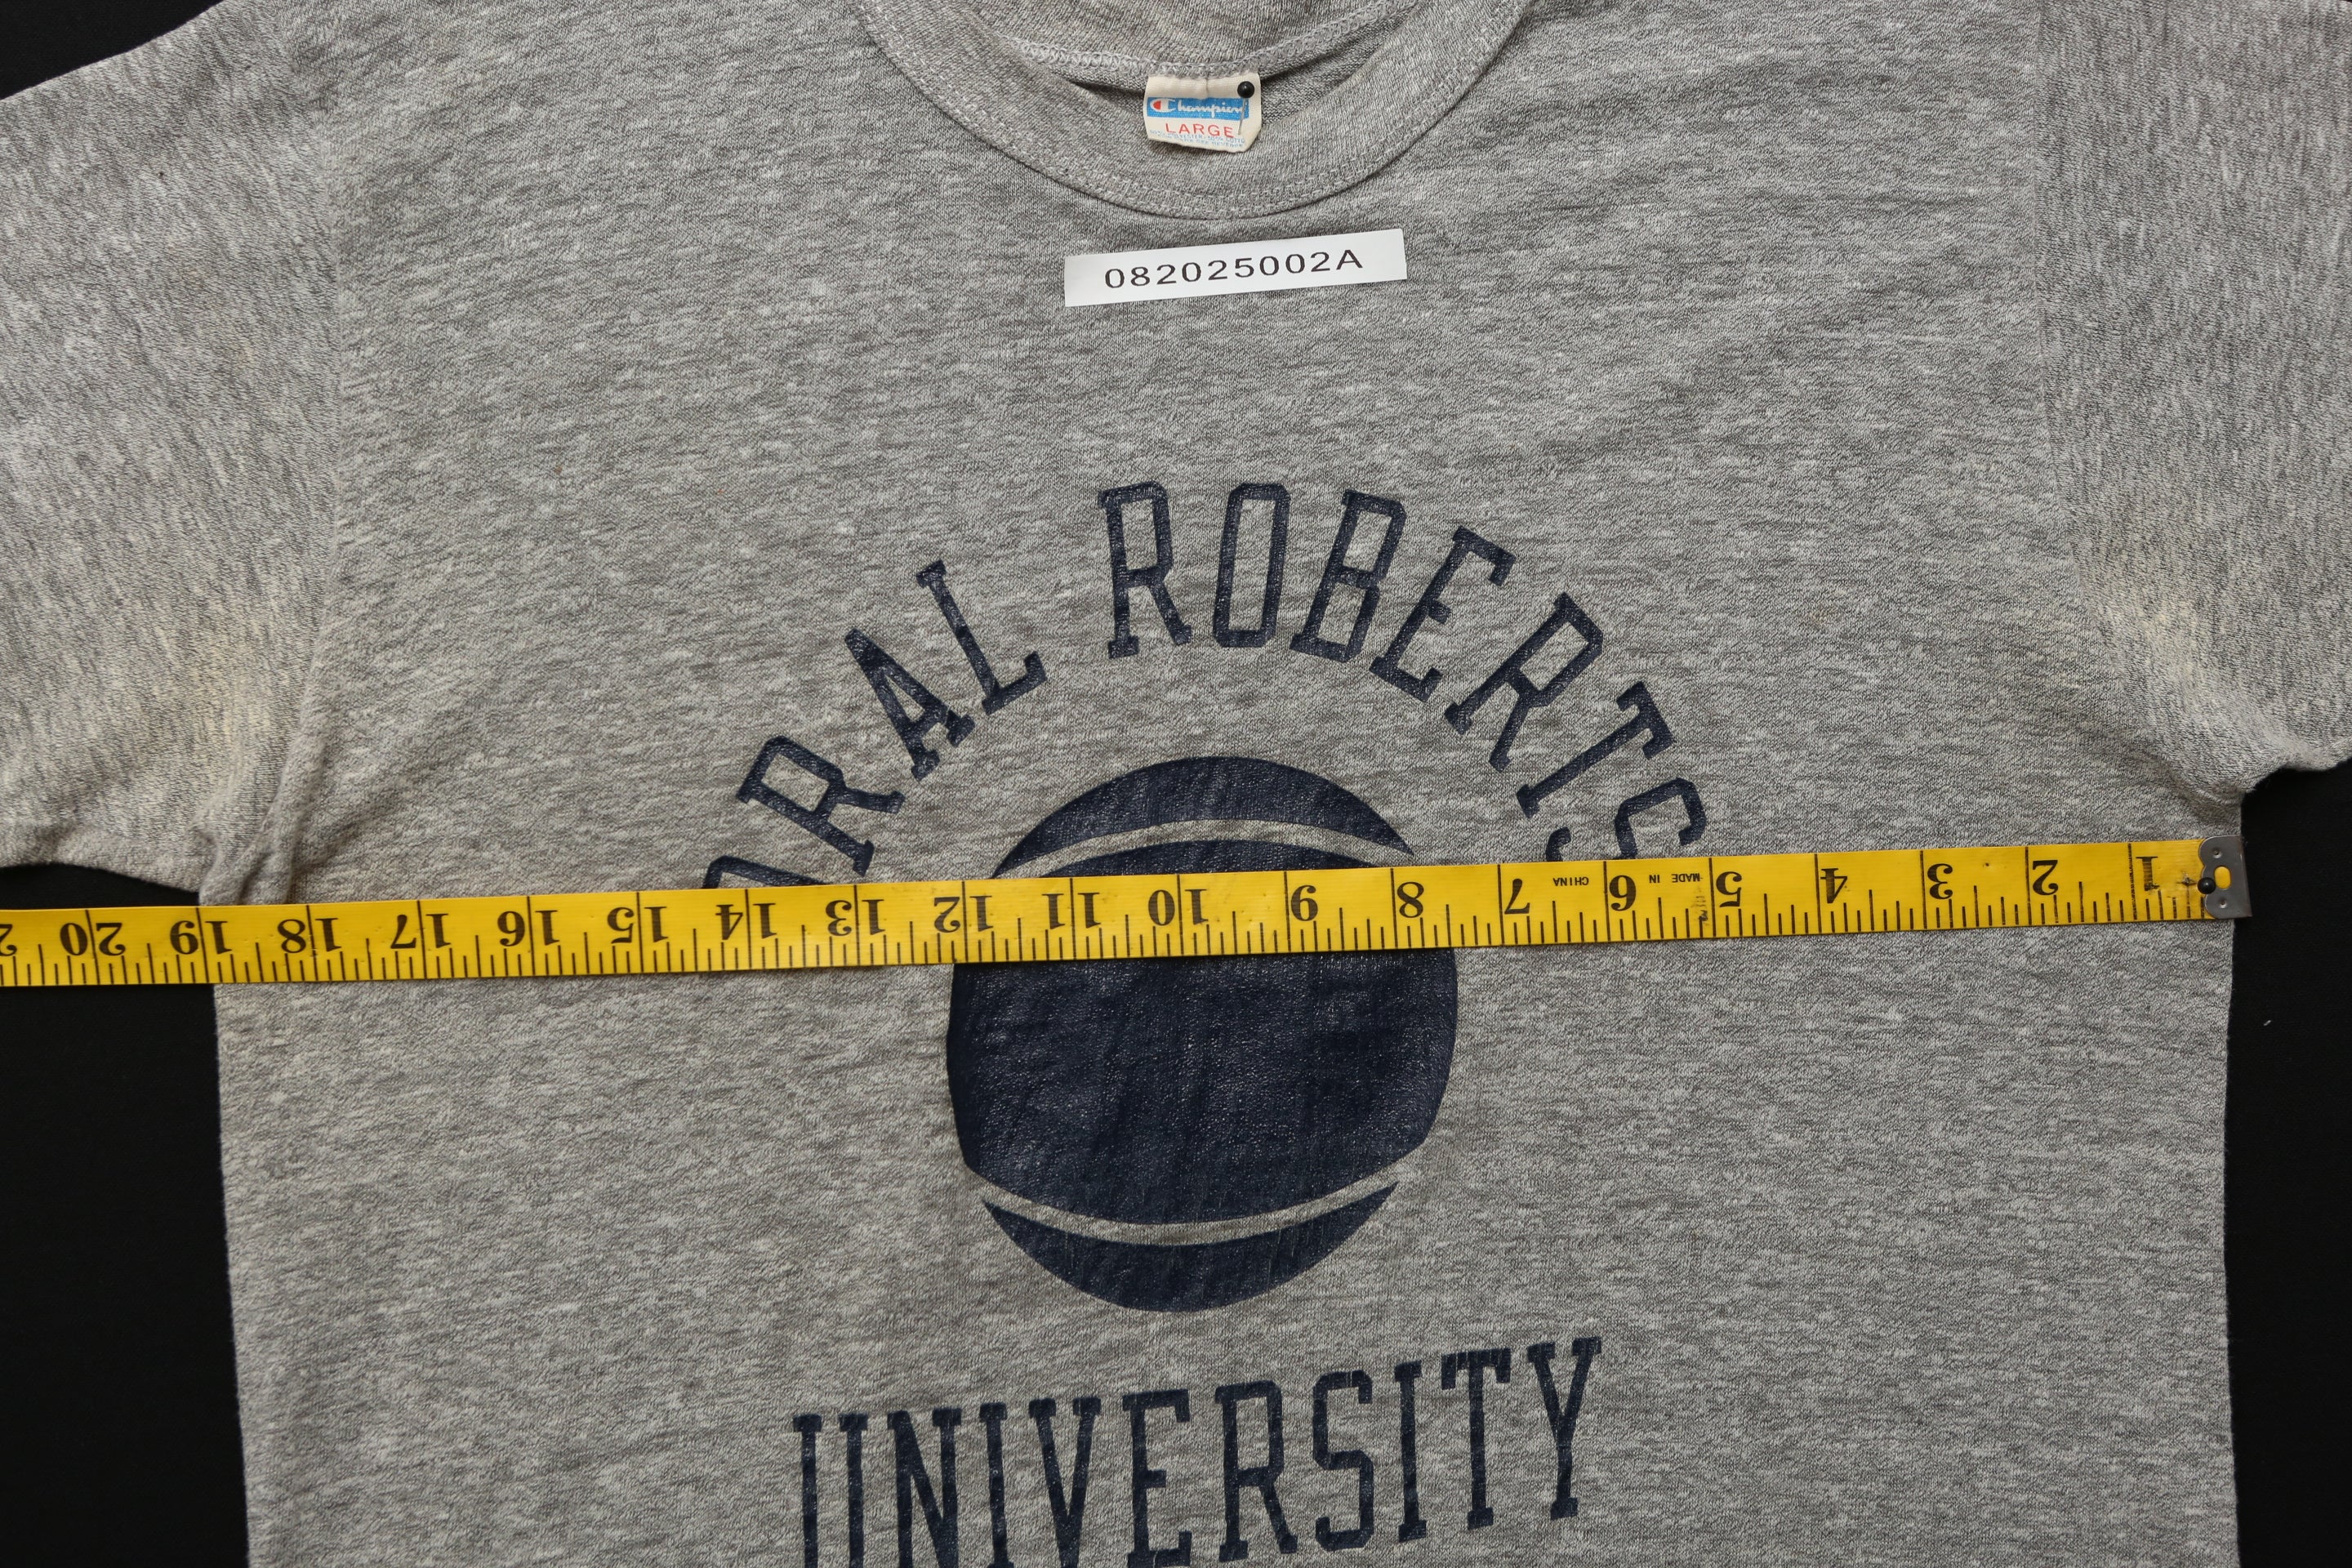 Champion
LARGE
082025002A
ORAL ROBERTS
20 19 18 17 16 15 14 13 12 11 10 9 8 7 CHINA 6 MADE IN 5 4 3 2 1
UNIVERSITY